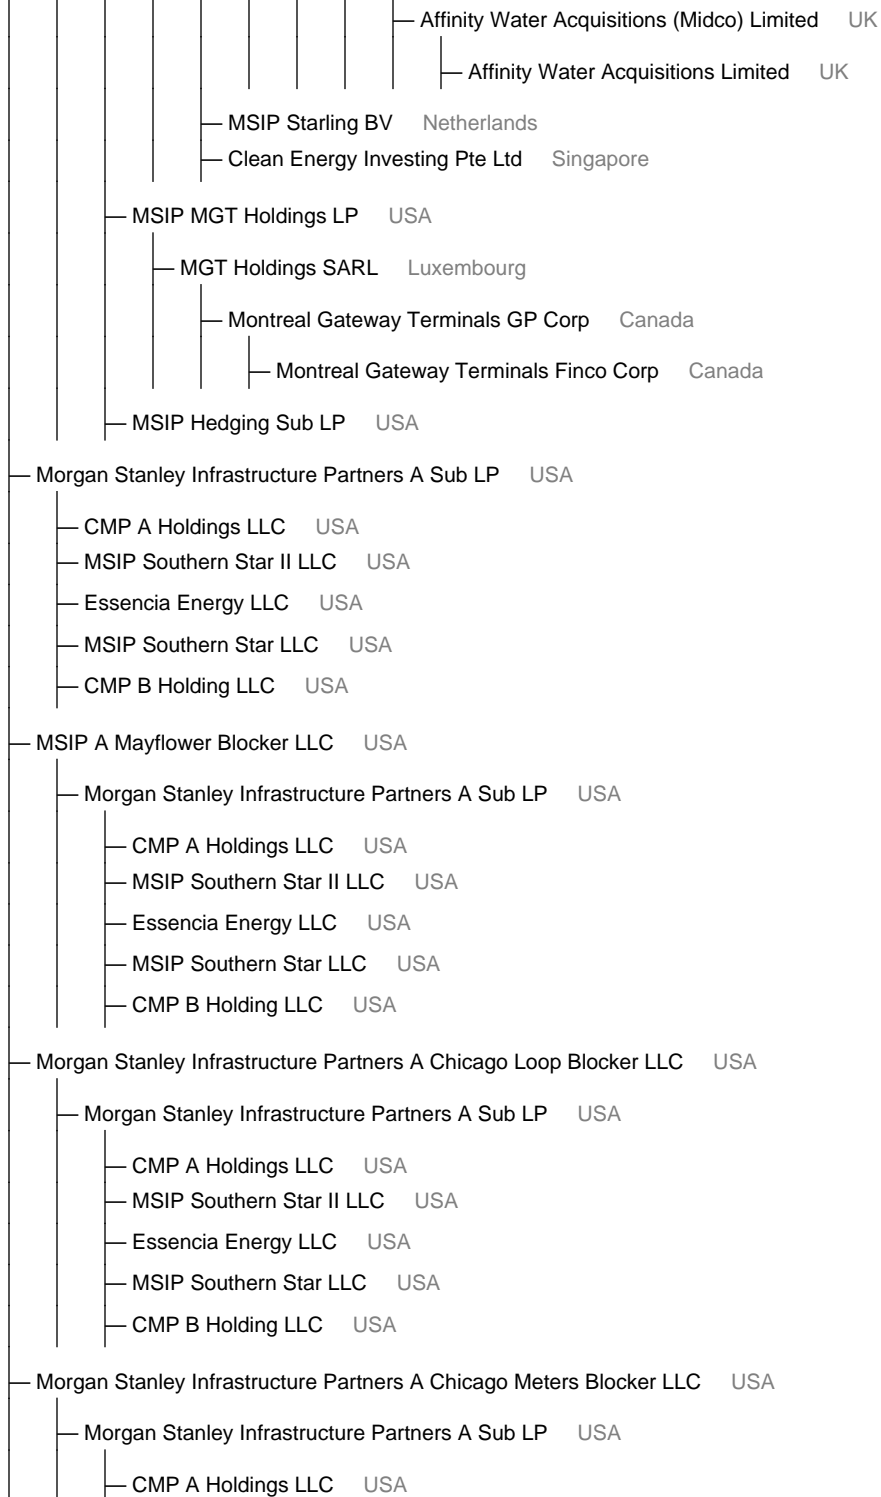 Affinity Water Acquisitions (Midco) Limited UK
Affinity Water Acquisitions Limited UK
MSIP Starling BV Netherlands
Clean Energy Investing Pte Ltd Singapore
MSIP MGT Holdings LP USA
MGT Holdings SARL Luxembourg
Montreal Gateway Terminals GP Corp Canada
Montreal Gateway Terminals Finco Corp Canada
MSIP Hedging Sub LP USA
Morgan Stanley Infrastructure Partners A Sub LP USA
CMP A Holdings LLC USA
MSIP Southern Star II LLC USA
Essencia Energy LLC USA
MSIP Southern Star LLC USA
CMP B Holding LLC USA
MSIP A Mayflower Blocker LLC USA
Morgan Stanley Infrastructure Partners A Sub LP USA
CMP A Holdings LLC USA
MSIP Southern Star II LLC USA
Essencia Energy LLC USA
MSIP Southern Star LLC USA
CMP B Holding LLC USA
Morgan Stanley Infrastructure Partners A Chicago Loop Blocker LLC USA
Morgan Stanley Infrastructure Partners A Sub LP USA
CMP A Holdings LLC USA
MSIP Southern Star II LLC USA
Essencia Energy LLC USA
MSIP Southern Star LLC USA
CMP B Holding LLC USA
Morgan Stanley Infrastructure Partners A Chicago Meters Blocker LLC USA
Morgan Stanley Infrastructure Partners A Sub LP USA
CMP A Holdings LLC USA